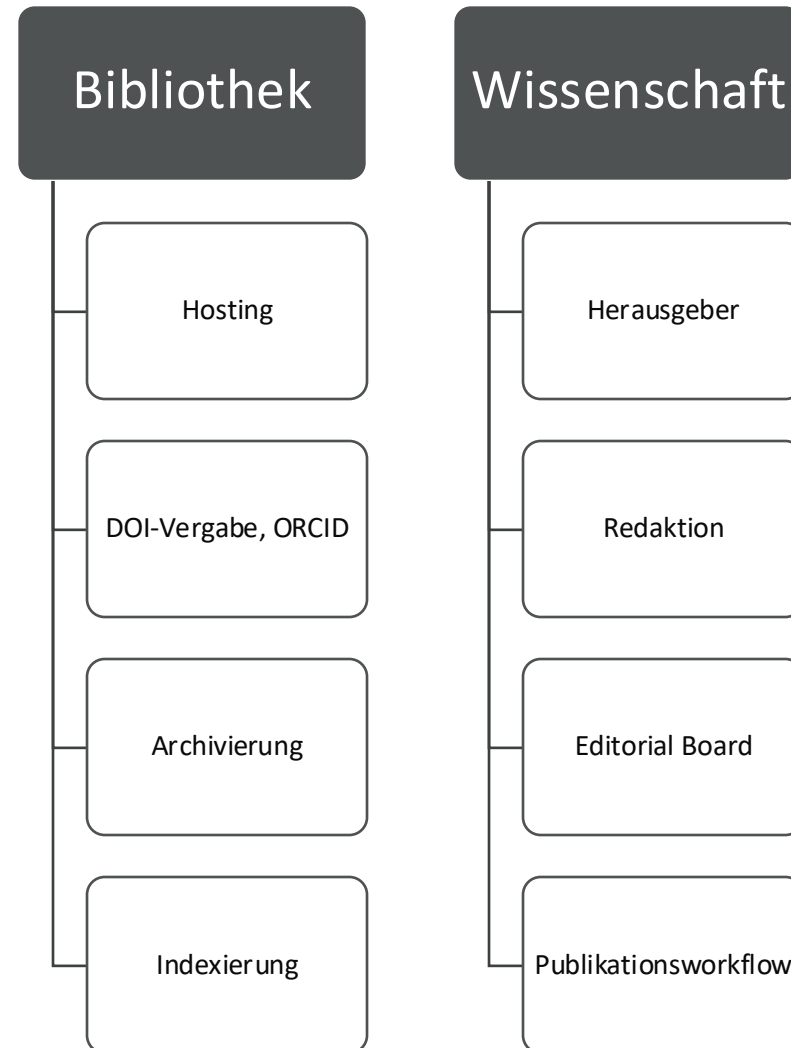 Bibliothek
Hosting
DOI-Vergabe, ORCID
Archivierung
Indexierung
Wissenschaft
Herausgeber
Redaktion
Editorial Board
Publikationsworkflow